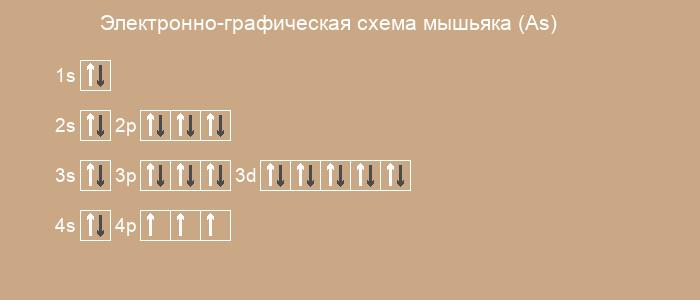 Электронно-графическая схема мышьяка (As)
1s
2s 2p
3s 3p 3d
4s 4p